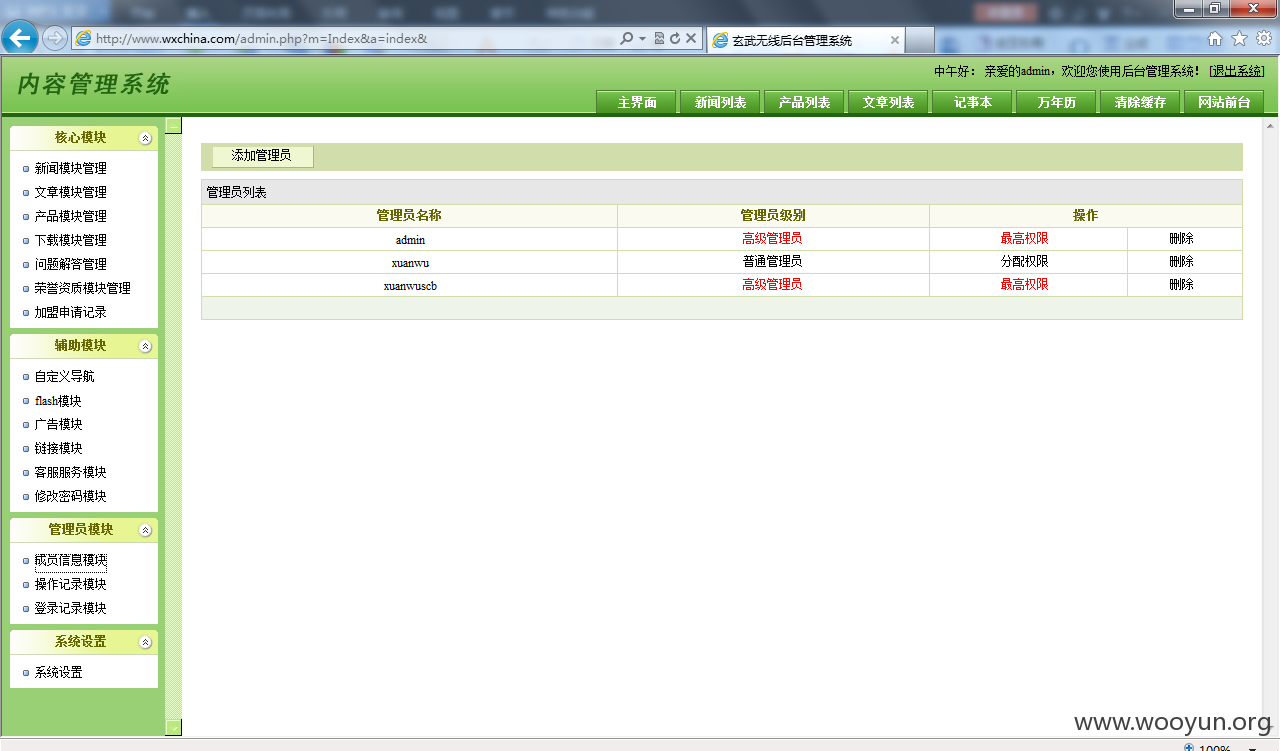 http://www.wxchina.com/admin.php?m=Index&a=index&
玄武无线后台管理系统
内容管理系统
中午好： 亲爱的admin，欢迎您使用后台管理系统！ [退出系统]
主界面 新闻列表 产品列表 文章列表 记事本 万年历 清除缓存 网站前台
核心模块
新闻模块管理
文章模块管理
产品模块管理
下载模块管理
问题解答管理
荣誉资质模块管理
加盟申请记录
辅助模块
自定义导航
flash模块
广告模块
链接模块
客服服务模块
修改密码模块
管理员模块
成员信息模块
操作记录模块
登录记录模块
系统设置
系统设置
添加管理员
管理员列表
管理员名称 管理员级别 操作
admin 高级管理员 最高权限 删除
xuanwu 普通管理员 分配权限 删除
xuanwuscb 高级管理员 最高权限 删除
www.wooyun.org
100%